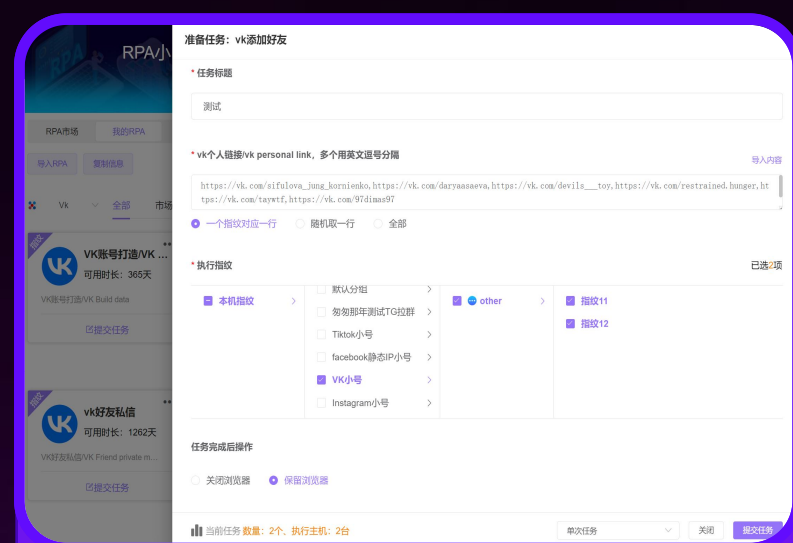 RPA
RPA小
准备任务：vk添加好友
* 任务标题
测试
RPA市场
我的RPA
导入RPA
* vk个人链接/vk personal link，多个用英文逗号分隔
导入内容
https://vk.com/sifulova_jung_kornienko,https://vk.com/daryaasaeva,https://vk.com/devils___toy,https://vk.com/restrained.hunger,ht
tps://vk.com/taywtf,https://vk.com/97dimas97
Vk
全部
市场
一个指纹对应一行
随机取一行
全部
指纹
VK账号打造/VK ...
可用时长：365天
VK账号打造/VK Build data
提交任务
* 执行指纹
已选2项
本机指纹
默认分组
匆匆那年测试TG拉群
Tiktok小号
facebook静态IP小号
VK小号
Instagram小号
other
指纹11
指纹12
指纹
vk好友私信
可用时长：1262天
VK好友私信/VK Friend private m...
提交任务
任务完成后操作
关闭浏览器
保留浏览器
当前任务 数量：2个、执行主机：2台
单次任务
关闭
提交任务